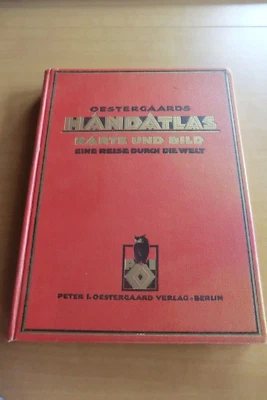 OESTERGAARDS
HANDATLAS
KARTE UND BILD
EINE REISE DURCH DIE WELT
PETER J. OESTERGAARD VERLAG · BERLIN